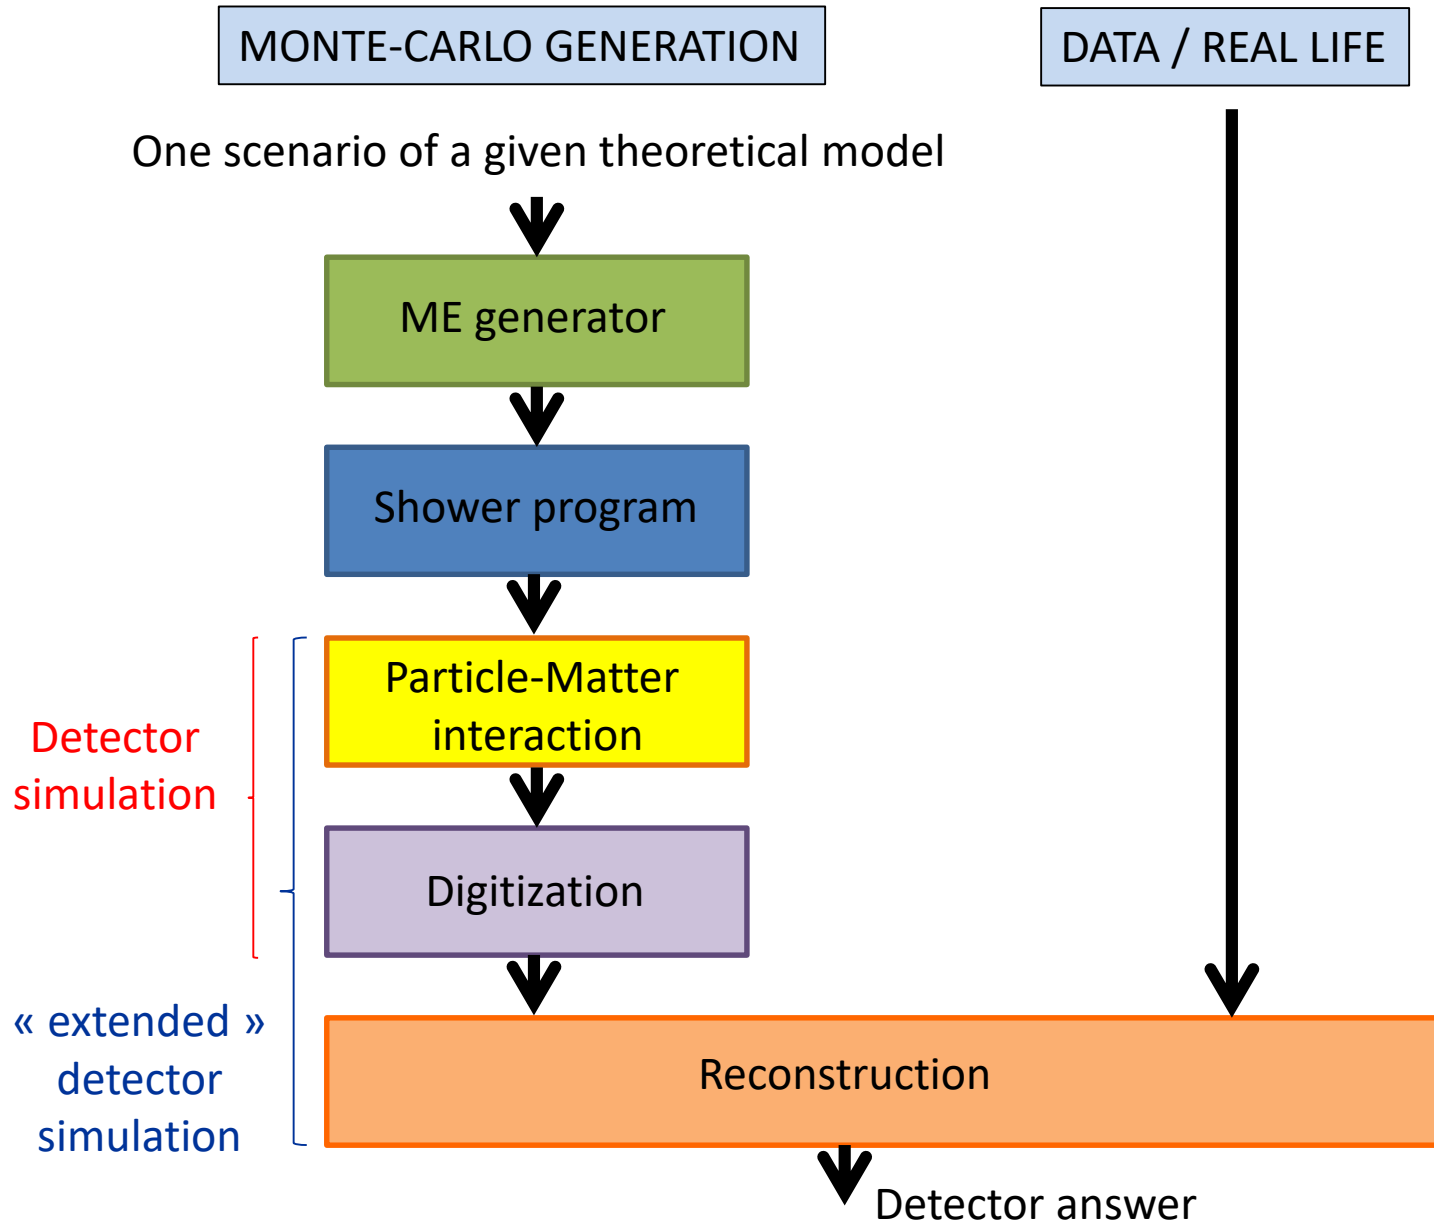 MONTE-CARLO GENERATION
DATA / REAL LIFE
One scenario of a given theoretical model
ME generator
Shower program
Particle-Matter
interaction
Detector
simulation
Digitization
« extended »
detector
simulation
Reconstruction
Detector answer